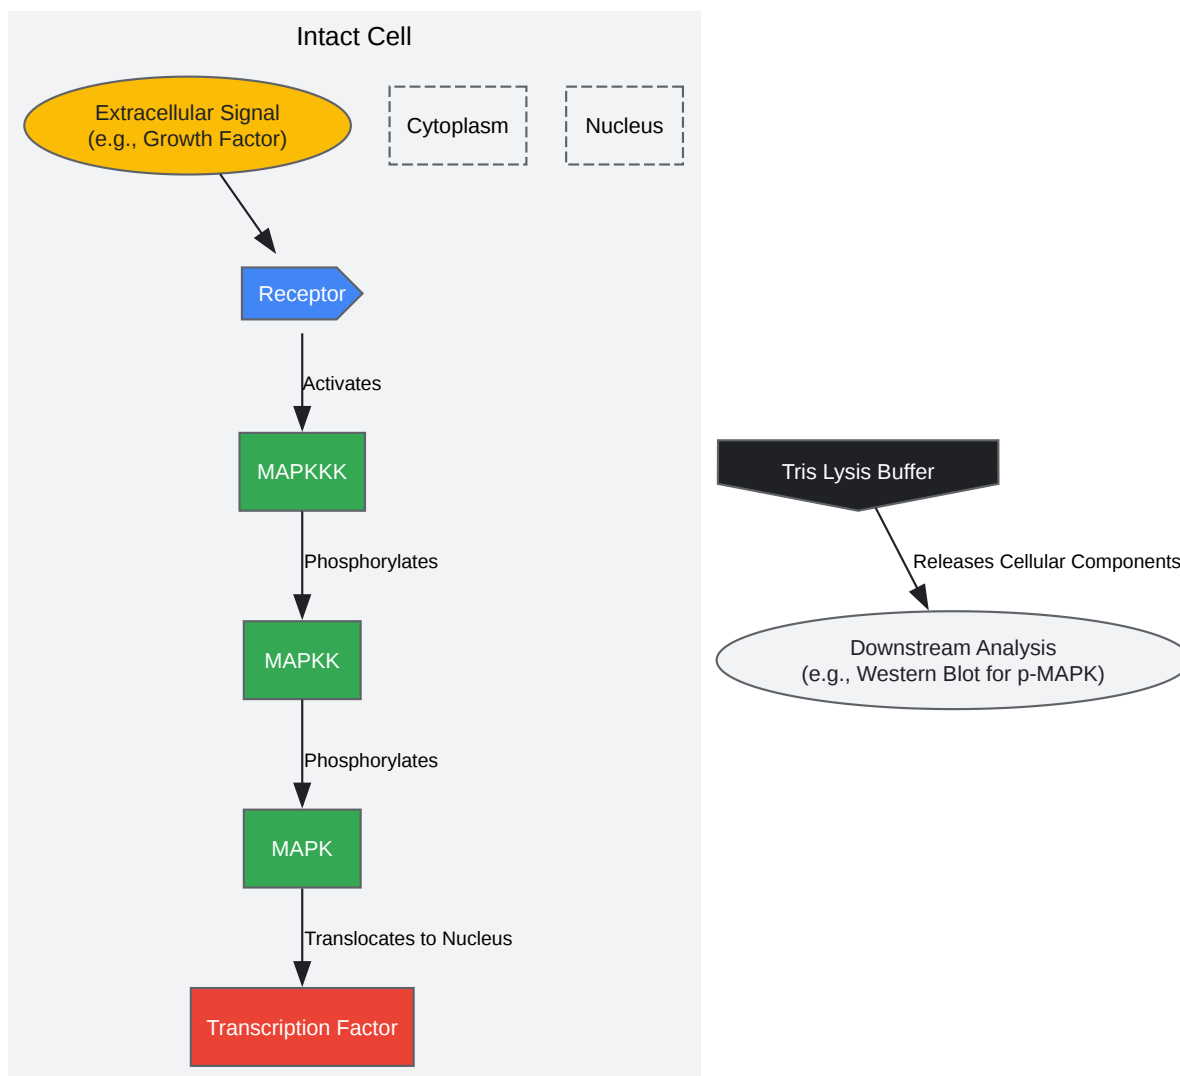 Intact Cell
Extracellular Signal
(e.g., Growth Factor)
Cytoplasm
Nucleus
Receptor
Activates
MAPKKK
Tris Lysis Buffer
Phosphorylates
Releases Cellular Components
MAPKK
Downstream Analysis
(e.g., Western Blot for p-MAPK)
Phosphorylates
MAPK
Translocates to Nucleus
Transcription Factor